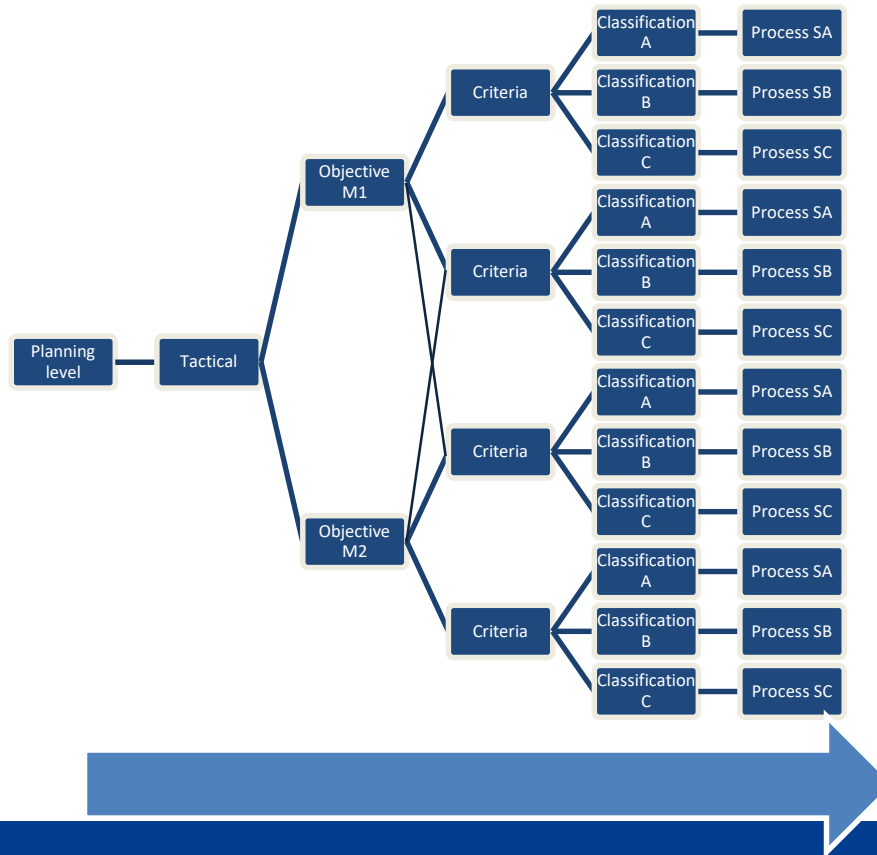 Classification
A
Process SA
Criteria
Classification
B
Prosess SB
Classification
C
Prosess SC
Objective
M1
Classification
A
Process SA
Criteria
Classification
B
Process SB
Classification
C
Process SC
Planning
level
Tactical
Classification
A
Process SA
Criteria
Classification
B
Process SB
Classification
C
Process SC
Objective
M2
Classification
A
Process SA
Criteria
Classification
B
Process SB
Classification
C
Process SC